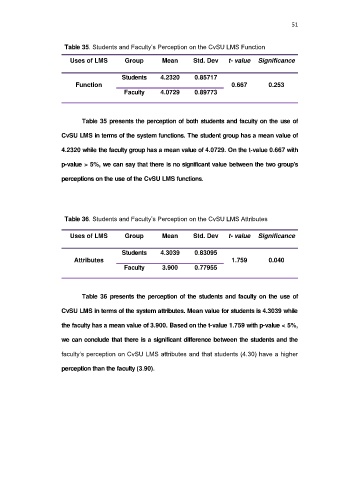 51
Table 35. Students and Faculty's Perception on the CvSU LMS Function
Uses of LMS Group Mean Std. Dev t- value Significance
Students 4.2320 0.85717
Function 0.667 0.253
Faculty 4.0729 0.89773
Table 35 presents the perception of both students and faculty on the use of
CvSU LMS in terms of the system functions. The student group has a mean value of
4.2320 while the faculty group has a mean value of 4.0729. On the t-value 0.667 with
p-value > 5%, we can say that there is no significant value between the two group's
perceptions on the use of the CvSU LMS functions.
Table 36. Students and Faculty's Perception on the CvSU LMS Attributes
Uses of LMS Group Mean Std. Dev t- value Significance
Students 4.3039 0.83095
Attributes 1.759 0.040
Faculty 3.900 0.77955
Table 36 presents the perception of the students and faculty on the use of
CvSU LMS in terms of the system attributes. Mean value for students is 4.3039 while
the faculty has a mean value of 3.900. Based on the t-value 1.759 with p-value < 5%,
we can conclude that there is a significant difference between the students and the
faculty's perception on CvSU LMS attributes and that students (4.30) have a higher
perception than the faculty (3.90).